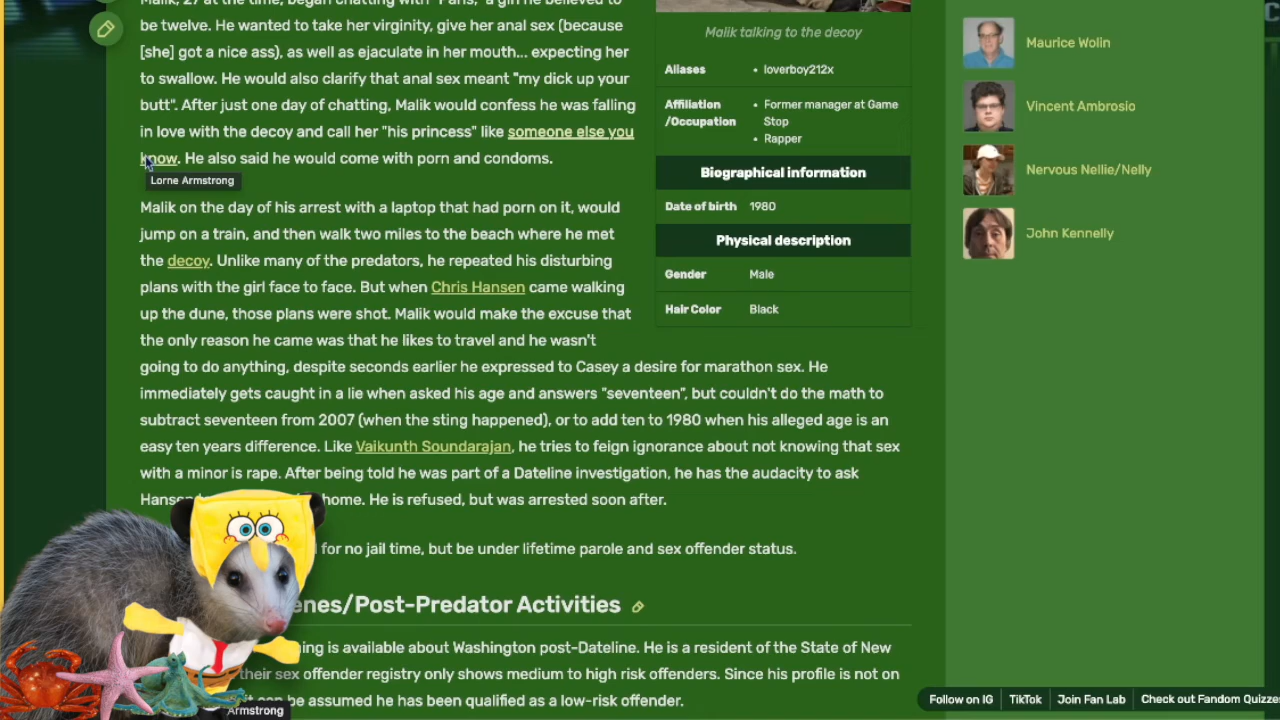 Malik, 27 at the time, began chatting with "Paris," a girl he believed to
be twelve. He wanted to take her virginity, give her anal sex (because
[she] got a nice ass), as well as ejaculate in her mouth... expecting her
to swallow. He would also clarify that anal sex meant "my dick up your
butt". After just one day of chatting, Malik would confess he was falling
in love with the decoy and call her "his princess" like someone else you
know. He also said he would come with porn and condoms.
Lorne Armstrong
Malik on the day of his arrest with a laptop that had porn on it, would
jump on a train, and then walk two miles to the beach where he met
the decoy. Unlike many of the predators, he repeated his disturbing
plans with the girl face to face. But when Chris Hansen came walking
up the dune, those plans were shot. Malik would make the excuse that
the only reason he came was that he likes to travel and he wasn't
going to do anything, despite seconds earlier he expressed to Casey a desire for marathon sex. He
immediately gets caught in a lie when asked his age and answers "seventeen", but couldn't do the math to
subtract seventeen from 2007 (when the sting happened), or to add ten to 1980 when his alleged age is an
easy ten years difference. Like Vaikunth Soundarajan, he tries to feign ignorance about not knowing that sex
with a minor is rape. After being told he was part of a Dateline investigation, he has the audacity to ask
home. He is refused, but was arrested soon after.
for no jail time, but be under lifetime parole and sex offender status.
enes/Post-Predator Activities
ing is available about Washington post-Dateline. He is a resident of the State of New
their sex offender registry only shows medium to high risk offenders. Since his profile is not on
it can be assumed he has been qualified as a low-risk offender.
Armstrong
Malik talking to the decoy
Aliases
• loverboy212x
Affiliation
/Occupation
• Former manager at Game
Stop
• Rapper
Biographical information
Date of birth 1980
Physical description
Gender Male
Hair Color Black
Maurice Wolin
Vincent Ambrosio
Nervous Nellie/Nelly
John Kennelly
Follow on IG TikTok Join Fan Lab Check out Fandom Quizze